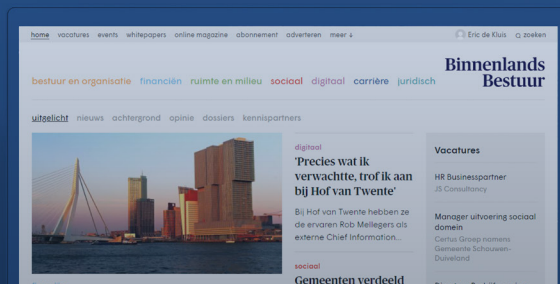 home vacatures events whitepapers online magazine abonnement adverteren meer ↓ Eric de Kluis zoeken
Binnenlands
Bestuur
bestuur en organisatie financiën ruimte en milieu sociaal digitaal carrière juridisch
uitgelicht nieuws achtergrond opinie dossiers kennispartners
digitaal
'Precies wat ik
verwachtte, trof ik aan
bij Hof van Twente'
Bij Hof van Twente hebben ze
de ervaren Rob Mellegers als
externe Chief Information...
sociaal
Gemeenten verdeeld
Vacatures
HR Businesspartner
JS Consultancy
Manager uitvoering sociaal
domein
Certus Groep namens
Gemeente Schouwen-
Duiveland